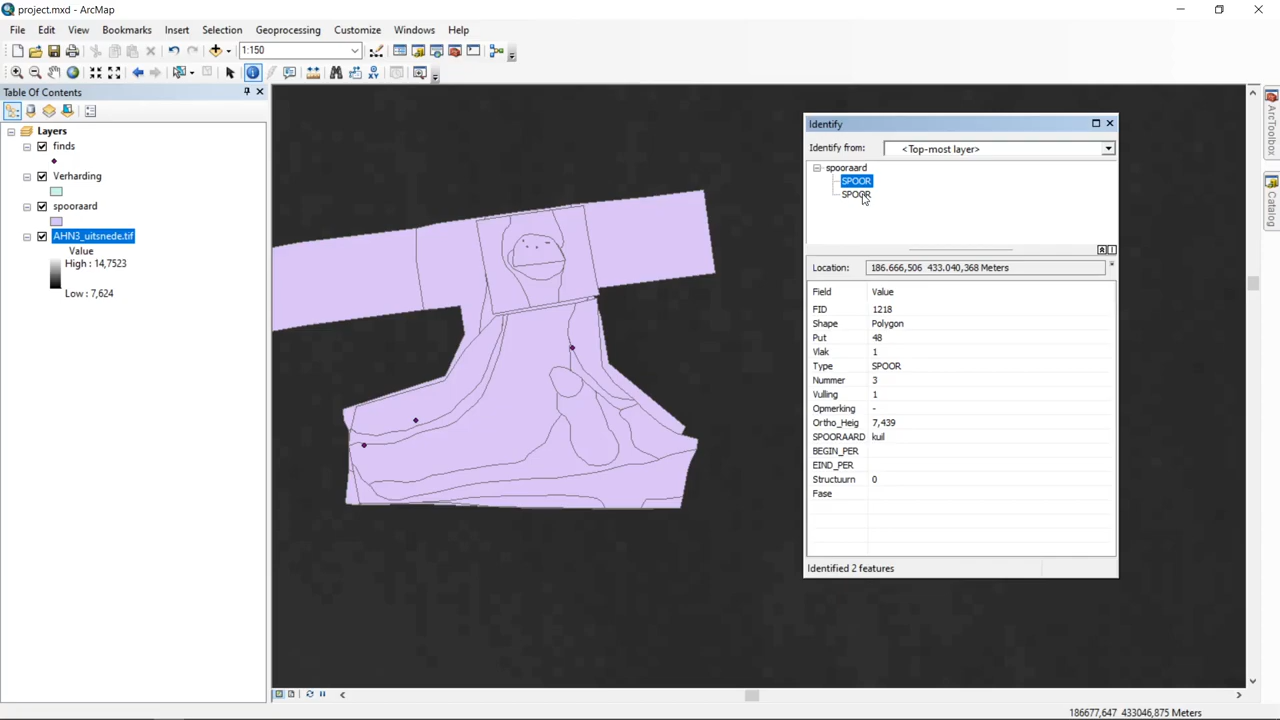 project.mxd - ArcMap
File Edit View Bookmarks Insert Selection Geoprocessing Customize Windows Help
1:150
Table Of Contents
Layers
finds
Verharding
spooraard
AHN3_uitsnede.tif
Value
High : 14,7523
Low : 7,624
Identify
Identify from: <Top-most layer>
spooraard
SPOOR
SPOOR
Location: 186.666,506 433.040,368 Meters
Field Value
FID 1218
Shape Polygon
Put 48
Vlak 1
Type SPOOR
Nummer 3
Vulling 1
Opmerking -
Ortho_Heig 7,439
SPOORAARD kuil
BEGIN_PER
EIND_PER
Structuurn 0
Fase
Identified 2 features
ArcToolbox
Catalog
186677,647 433046,875 Meters